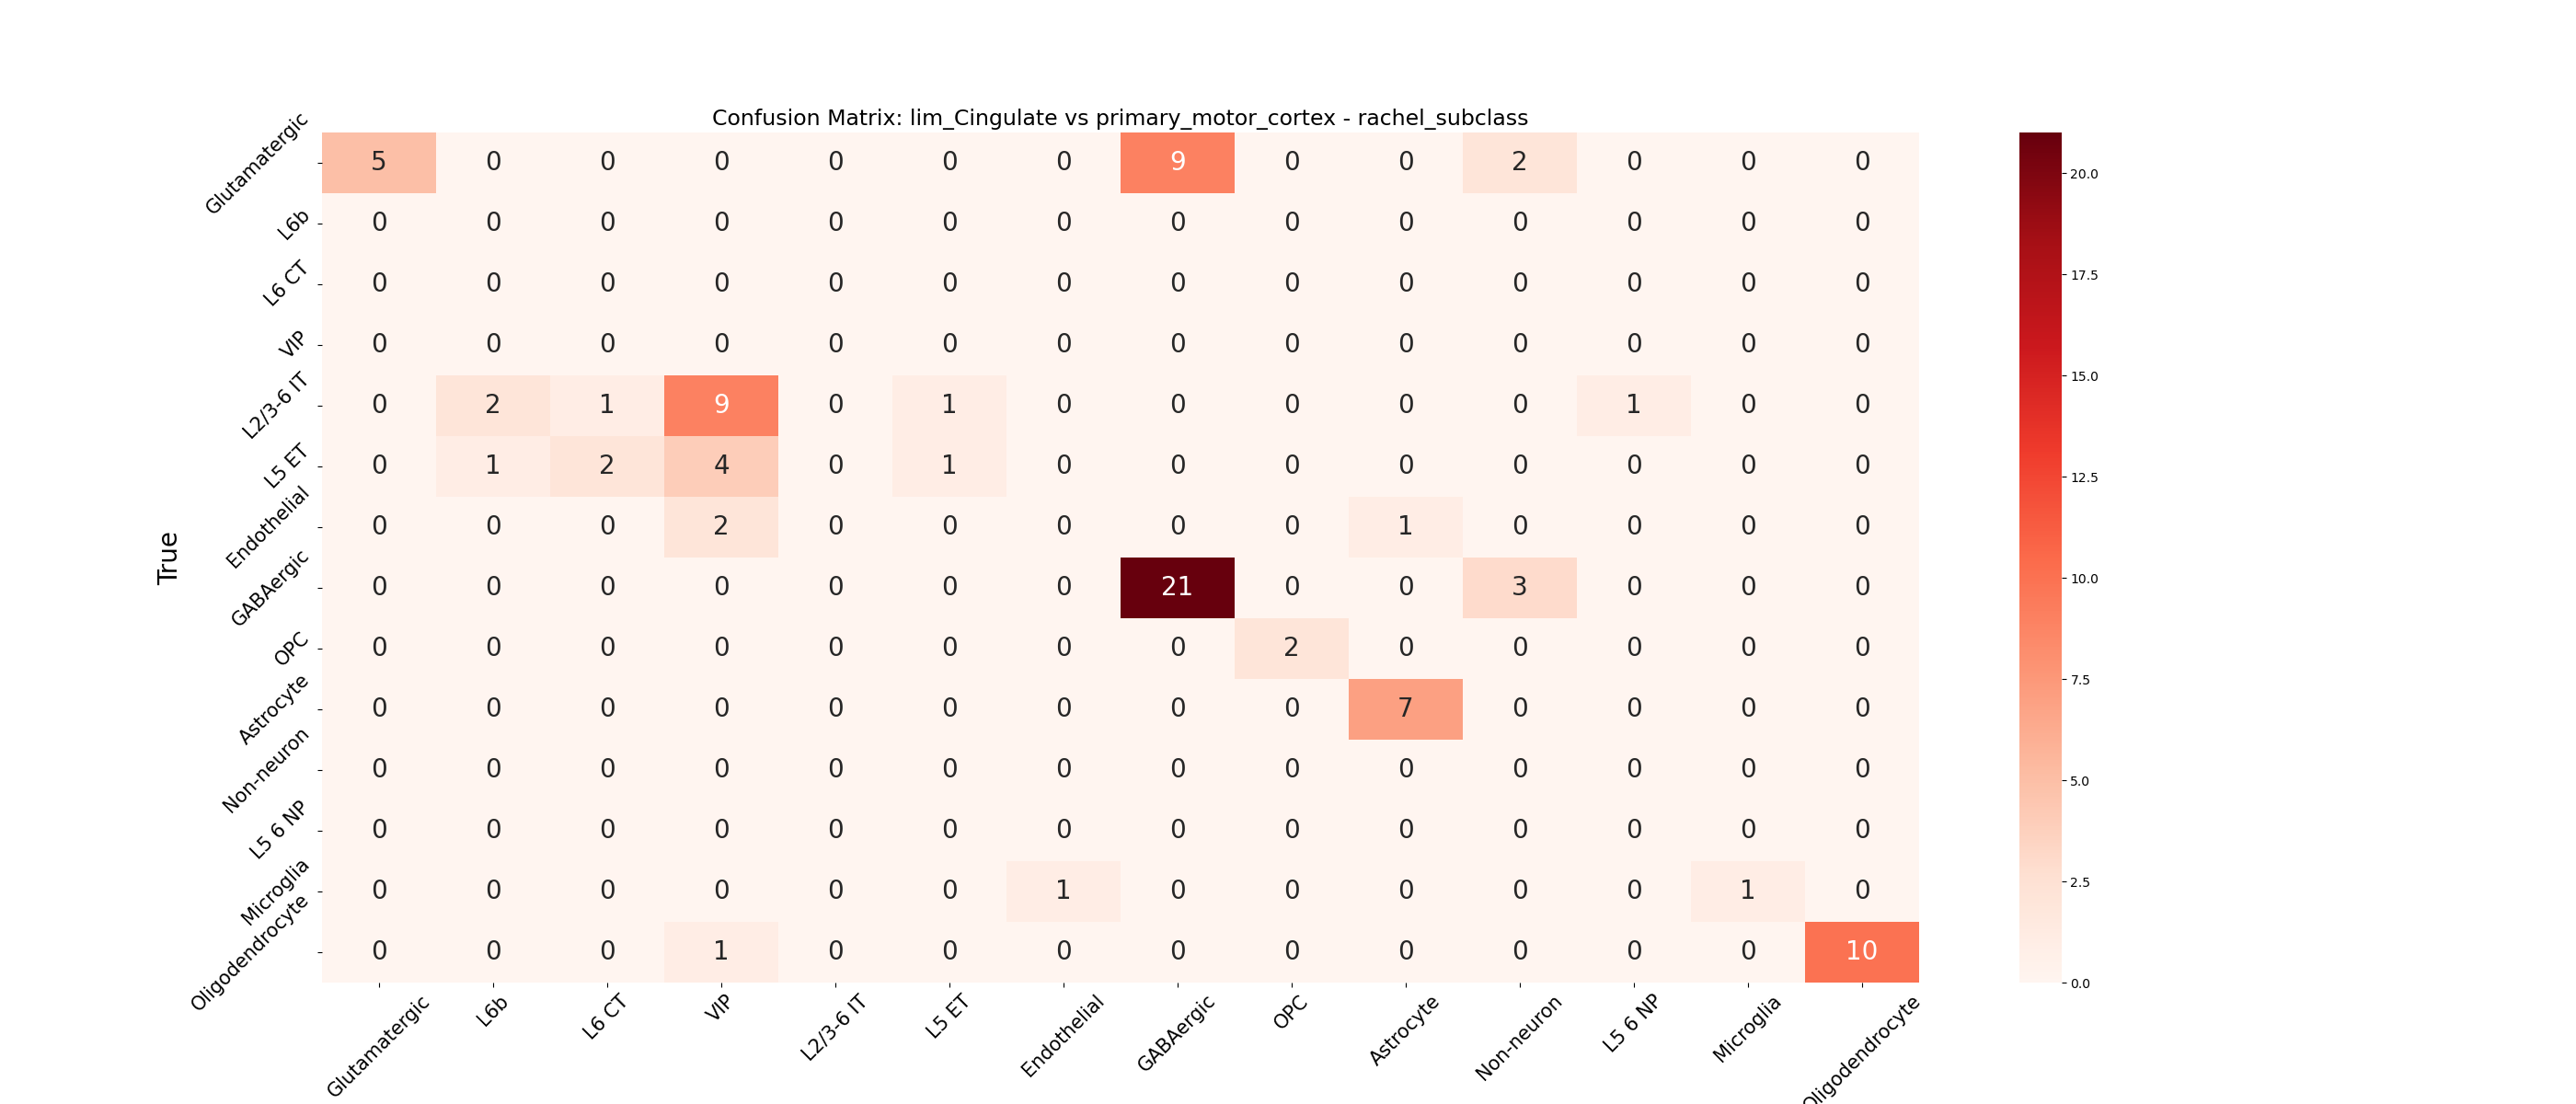 Confusion Matrix: lim_Cingulate vs primary_motor_cortex - rachel_subclass
Glutamatergic 5 0 0 0 0 0 0 9 0 0 2 0 0 0
L6b 0 0 0 0 0 0 0 0 0 0 0 0 0 0
L6 CT 0 0 0 0 0 0 0 0 0 0 0 0 0 0
VIP 0 0 0 0 0 0 0 0 0 0 0 0 0 0
L2/3-6 IT 0 2 1 9 0 1 0 0 0 0 0 1 0 0
L5 ET 0 1 2 4 0 1 0 0 0 0 0 0 0 0
Endothelial 0 0 0 2 0 0 0 0 0 1 0 0 0 0
GABAergic 0 0 0 0 0 0 0 21 0 0 3 0 0 0
OPC 0 0 0 0 0 0 0 0 2 0 0 0 0 0
Astrocyte 0 0 0 0 0 0 0 0 0 7 0 0 0 0
Non-neuron 0 0 0 0 0 0 0 0 0 0 0 0 0 0
L5 6 NP 0 0 0 0 0 0 0 0 0 0 0 0 0 0
Microglia 0 0 0 0 0 0 1 0 0 0 0 0 1 0
Oligodendrocyte 0 0 0 1 0 0 0 0 0 0 0 0 0 10
True
Glutamatergic L6b L6 CT VIP L2/3-6 IT L5 ET Endothelial GABAergic OPC Astrocyte Non-neuron L5 6 NP Microglia Oligodendrocyte
20.0
17.5
15.0
12.5
10.0
7.5
5.0
2.5
0.0